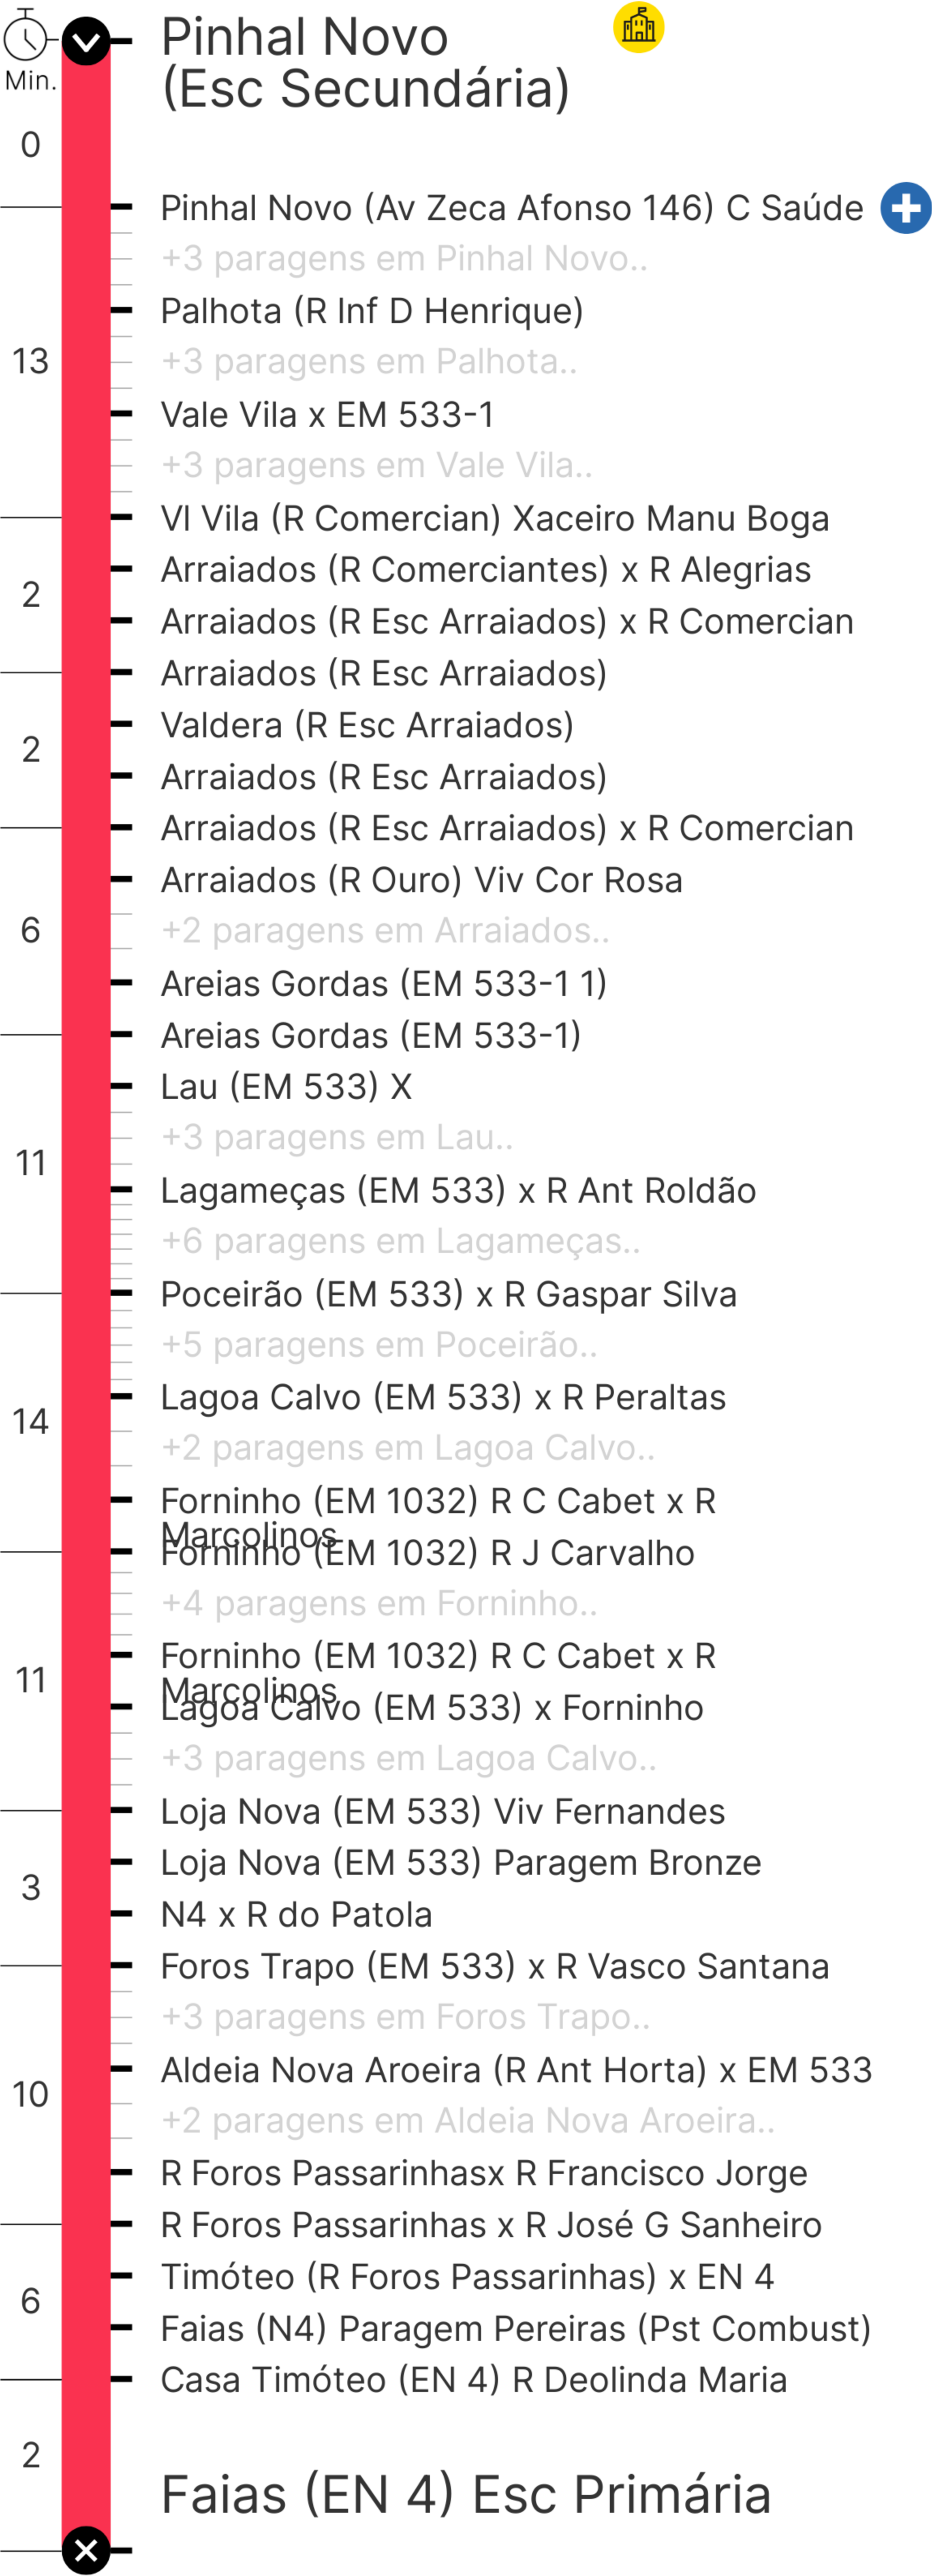 Pinhal Novo
(Esc Secundária)
Min.
0
Pinhal Novo (Av Zeca Afonso 146) C Saúde
+3 paragens em Pinhal Novo..
Palhota (R Inf D Henrique)
13
+3 paragens em Palhota..
Vale Vila x EM 533-1
+3 paragens em Vale Vila..
Vl Vila (R Comercian) Xaceiro Manu Boga
Arraiados (R Comerciantes) x R Alegrias
2
Arraiados (R Esc Arraiados) x R Comercian
Arraiados (R Esc Arraiados)
Valdera (R Esc Arraiados)
2
Arraiados (R Esc Arraiados)
Arraiados (R Esc Arraiados) x R Comercian
Arraiados (R Ouro) Viv Cor Rosa
6
+2 paragens em Arraiados..
Areias Gordas (EM 533-1 1)
Areias Gordas (EM 533-1)
Lau (EM 533) X
+3 paragens em Lau..
11
Lagameças (EM 533) x R Ant Roldão
+6 paragens em Lagameças..
Poceirão (EM 533) x R Gaspar Silva
+5 paragens em Poceirão..
Lagoa Calvo (EM 533) x R Peraltas
14
+2 paragens em Lagoa Calvo..
Forninho (EM 1032) R C Cabet x R
Marcolinos
Forninho (EM 1032) R J Carvalho
+4 paragens em Forninho..
Forninho (EM 1032) R C Cabet x R
11
Marcolinos
Lagoa Calvo (EM 533) x Forninho
+3 paragens em Lagoa Calvo..
Loja Nova (EM 533) Viv Fernandes
Loja Nova (EM 533) Paragem Bronze
3
N4 x R do Patola
Foros Trapo (EM 533) x R Vasco Santana
+3 paragens em Foros Trapo..
Aldeia Nova Aroeira (R Ant Horta) x EM 533
10
+2 paragens em Aldeia Nova Aroeira..
R Foros Passarinhasx R Francisco Jorge
R Foros Passarinhas x R José G Sanheiro
Timóteo (R Foros Passarinhas) x EN 4
6
Faias (N4) Paragem Pereiras (Pst Combust)
Casa Timóteo (EN 4) R Deolinda Maria
2
Faias (EN 4) Esc Primária